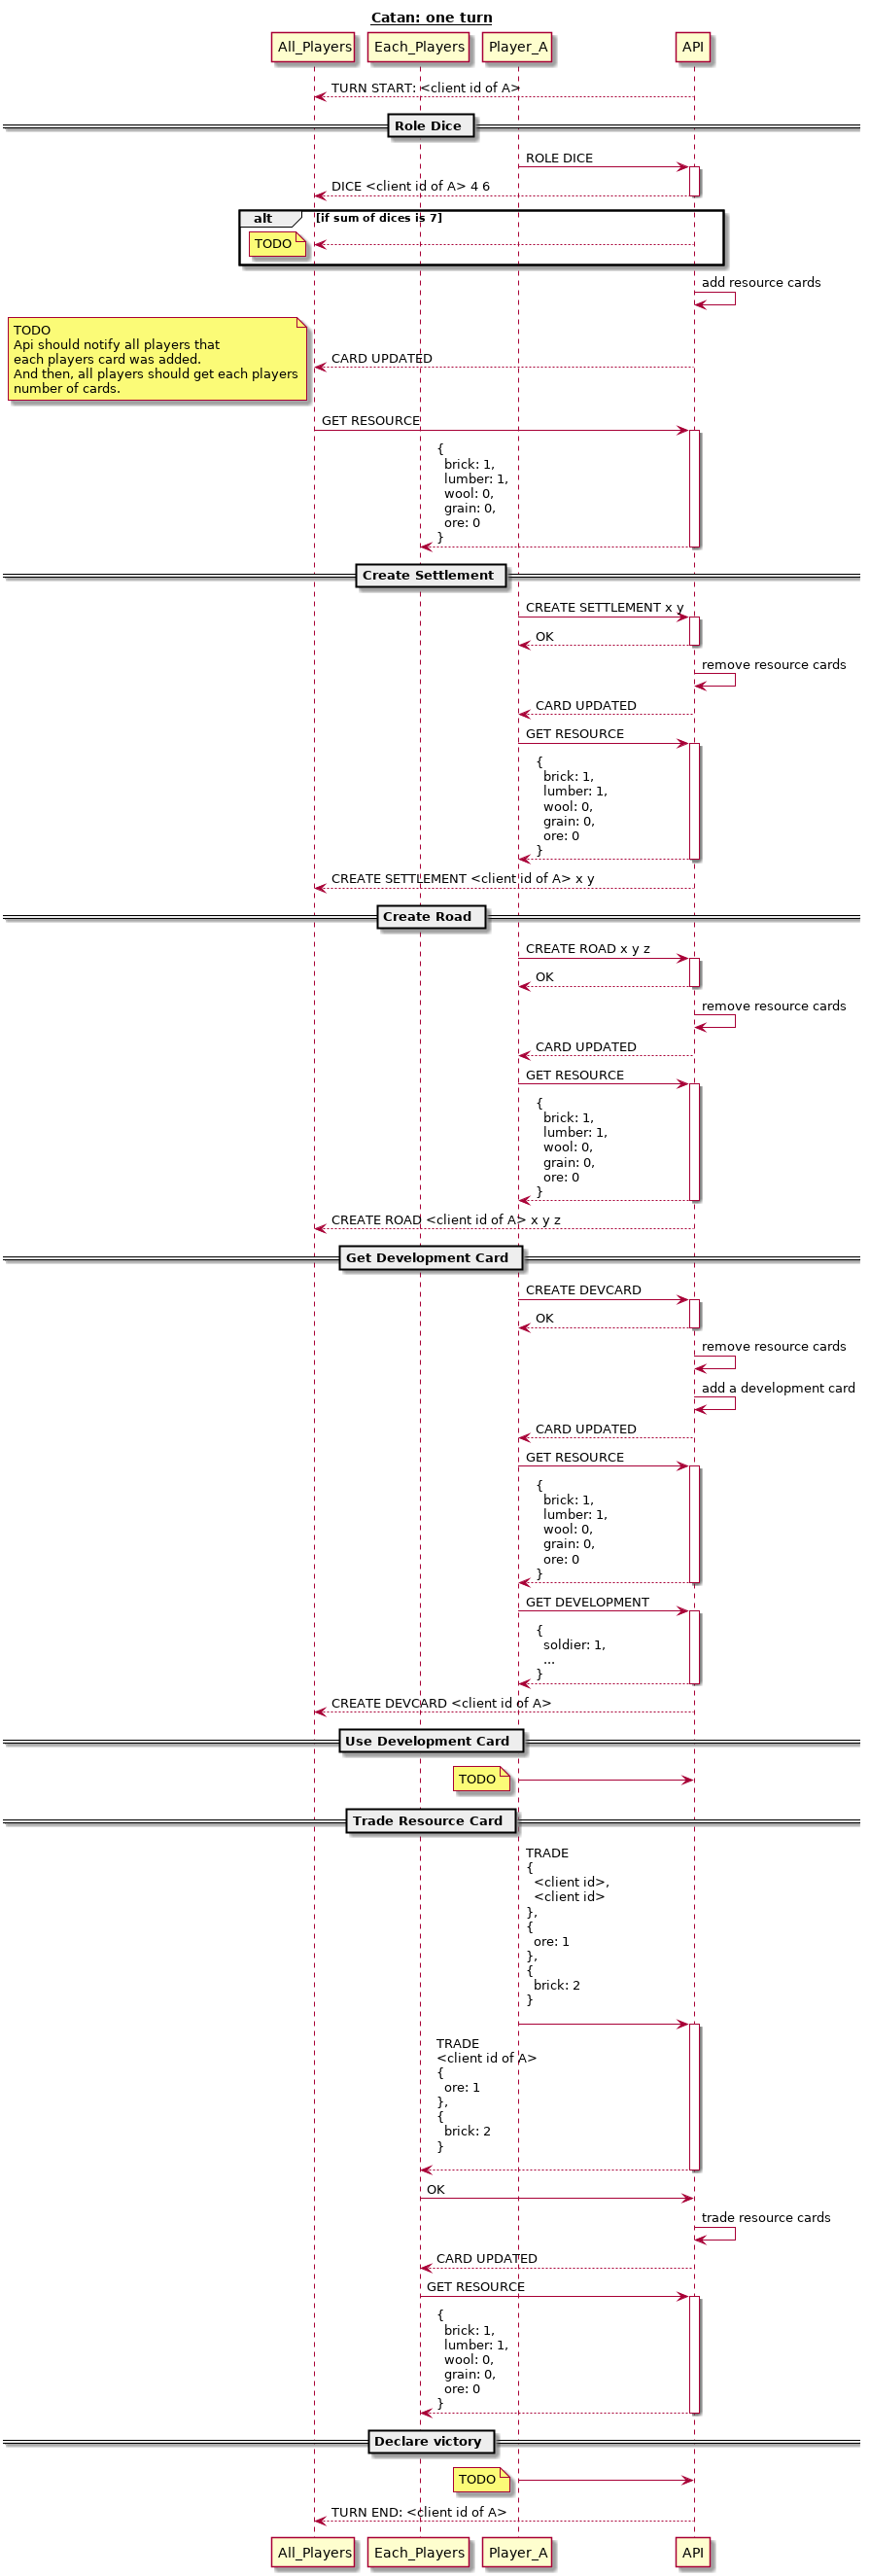 Catan: one turn
All_Players Each_Players Player_A API
TURN START: <client id of A>
Role Dice
ROLE DICE
DICE <client id of A> 4 6
alt [if sum of dices is 7]
TODO
add resource cards
TODO
Api should notify all players that
each players card was added.
And then, all players should get each players
number of cards.
CARD UPDATED
GET RESOURCE
{
brick: 1,
lumber: 1,
wool: 0,
grain: 0,
ore: 0
}
Create Settlement
CREATE SETTLEMENT x y
OK
remove resource cards
CARD UPDATED
GET RESOURCE
{
brick: 1,
lumber: 1,
wool: 0,
grain: 0,
ore: 0
}
CREATE SETTLEMENT <client id of A> x y
Create Road
CREATE ROAD x y z
OK
remove resource cards
CARD UPDATED
GET RESOURCE
{
brick: 1,
lumber: 1,
wool: 0,
grain: 0,
ore: 0
}
CREATE ROAD <client id of A> x y z
Get Development Card
CREATE DEVCARD
OK
remove resource cards
add a development card
CARD UPDATED
GET RESOURCE
{
brick: 1,
lumber: 1,
wool: 0,
grain: 0,
ore: 0
}
GET DEVELOPMENT
{
soldier: 1,
...
}
CREATE DEVCARD <client id of A>
Use Development Card
TODO
Trade Resource Card
TRADE
{
<client id>,
<client id>
},
{
ore: 1
},
{
brick: 2
}
TRADE
<client id of A>
{
ore: 1
},
{
brick: 2
}
OK
trade resource cards
CARD UPDATED
GET RESOURCE
{
brick: 1,
lumber: 1,
wool: 0,
grain: 0,
ore: 0
}
Declare victory
TODO
TURN END: <client id of A>
All_Players Each_Players Player_A API